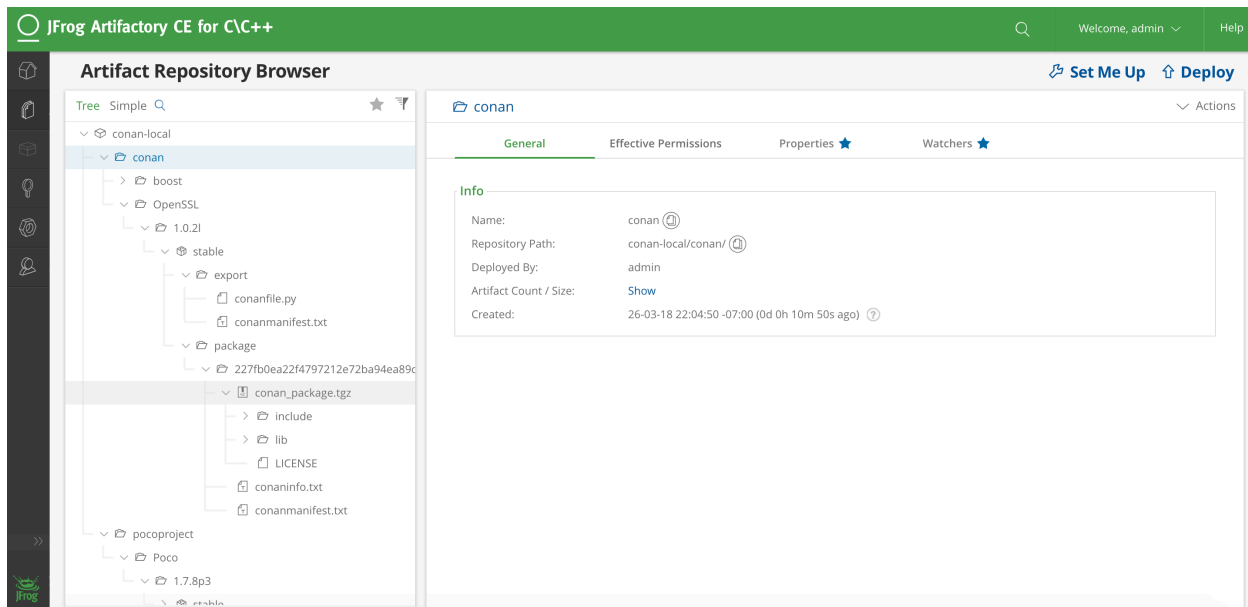 JFrog Artifactory CE for C\C++
Welcome, admin
Help
Artifact Repository Browser
Set Me Up
Deploy
Tree Simple
conan-local
conan
boost
OpenSSL
1.0.2l
stable
export
conanfile.py
conanmanifest.txt
package
227fb0ea22f4797212e72ba94ea89c
conan_package.tgz
include
lib
LICENSE
conaninfo.txt
conanmanifest.txt
pocoproject
Poco
1.7.8p3
stable
JFrog
conan
Actions
General Effective Permissions Properties Watchers
Info
Name: conan
Repository Path: conan-local/conan/
Deployed By: admin
Artifact Count / Size: Show
Created: 26-03-18 22:04:50 -07:00 (0d 0h 10m 50s ago) ?